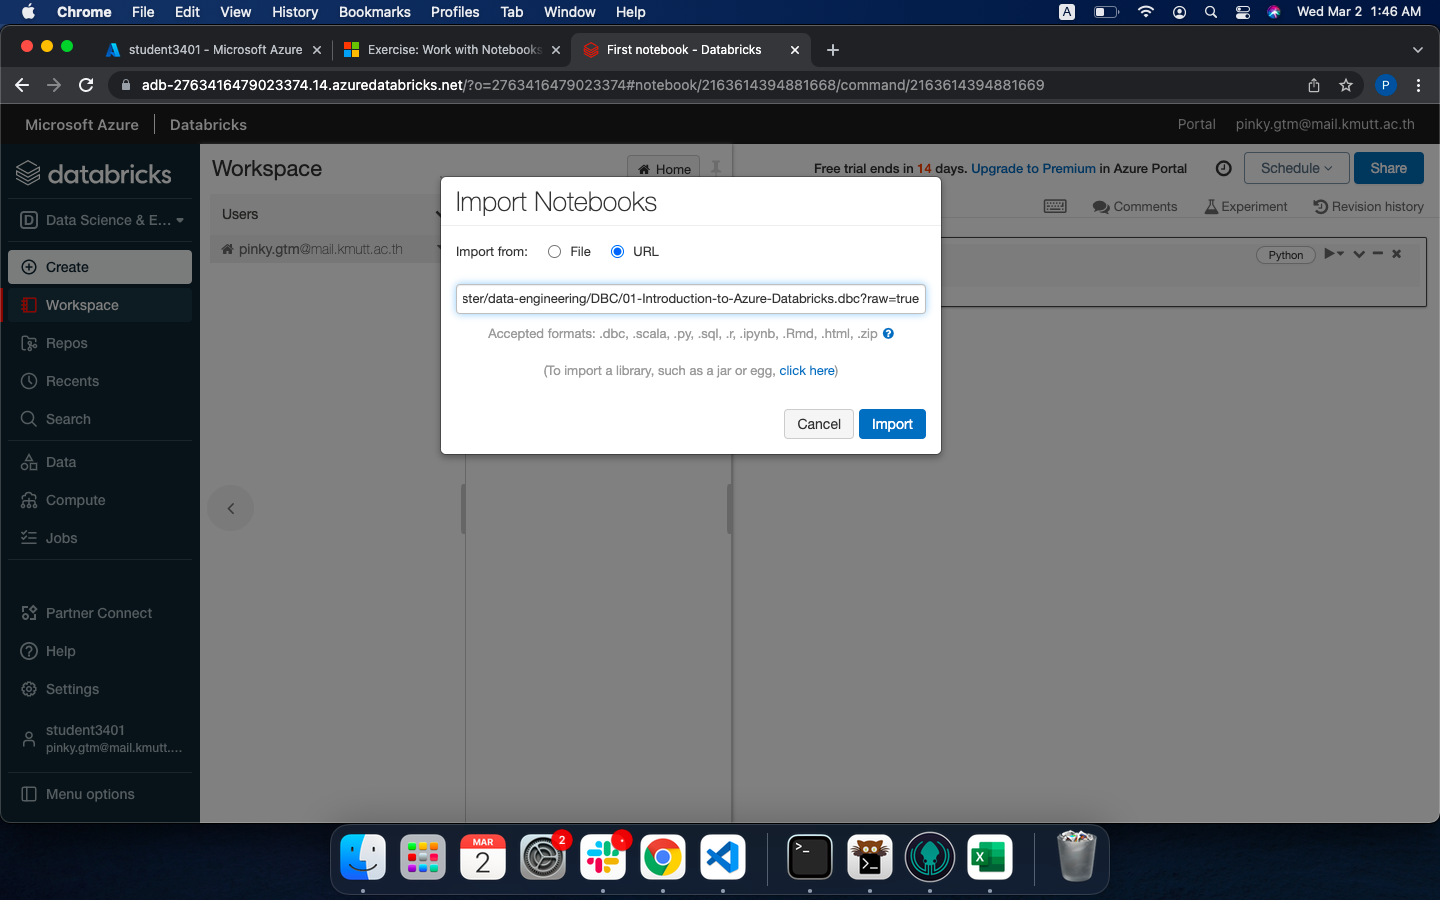 Chrome File Edit View History Bookmarks Profiles Tab Window Help A Wed Mar 2 1:46 AM
student3401 - Microsoft Azure
Exercise: Work with Notebooks
First notebook - Databricks
adb-2763416479023374.14.azuredatabricks.net/?o=2763416479023374#notebook/2163614394881668/command/2163614394881669
P
Microsoft Azure Databricks
Portal pinky.gtm@mail.kmutt.ac.th
databricks
D Data Science & E...
Create
Workspace
Repos
Recents
Search
Data
Compute
Jobs
Partner Connect
Help
Settings
student3401
pinky.gtm@mail.kmutt....
Menu options
Workspace
Home
Users
pinky.gtm@mail.kmutt.ac.th
Free trial ends in 14 days. Upgrade to Premium in Azure Portal
Schedule
Share
Comments
Experiment
Revision history
Python
Import Notebooks
Import from: File URL
ster/data-engineering/DBC/01-Introduction-to-Azure-Databricks.dbc?raw=true
Accepted formats: .dbc, .scala, .py, .sql, .r, .ipynb, .Rmd, .html, .zip ?
(To import a library, such as a jar or egg, click here)
Cancel
Import
MAR
2
2
>_
>_
X